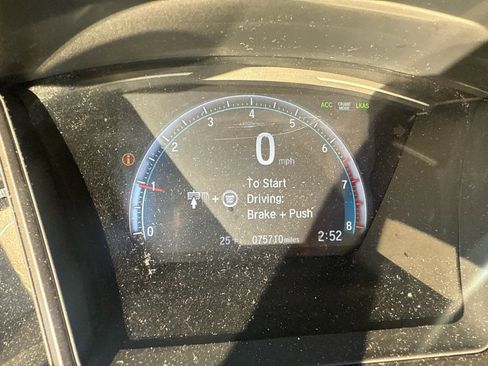 ACC CRUISE MODE LKAS
0 1 2 3 4 5 6 7 8
0 mph
To Start
Driving:
Brake + Push
25 075710 miles 2:52